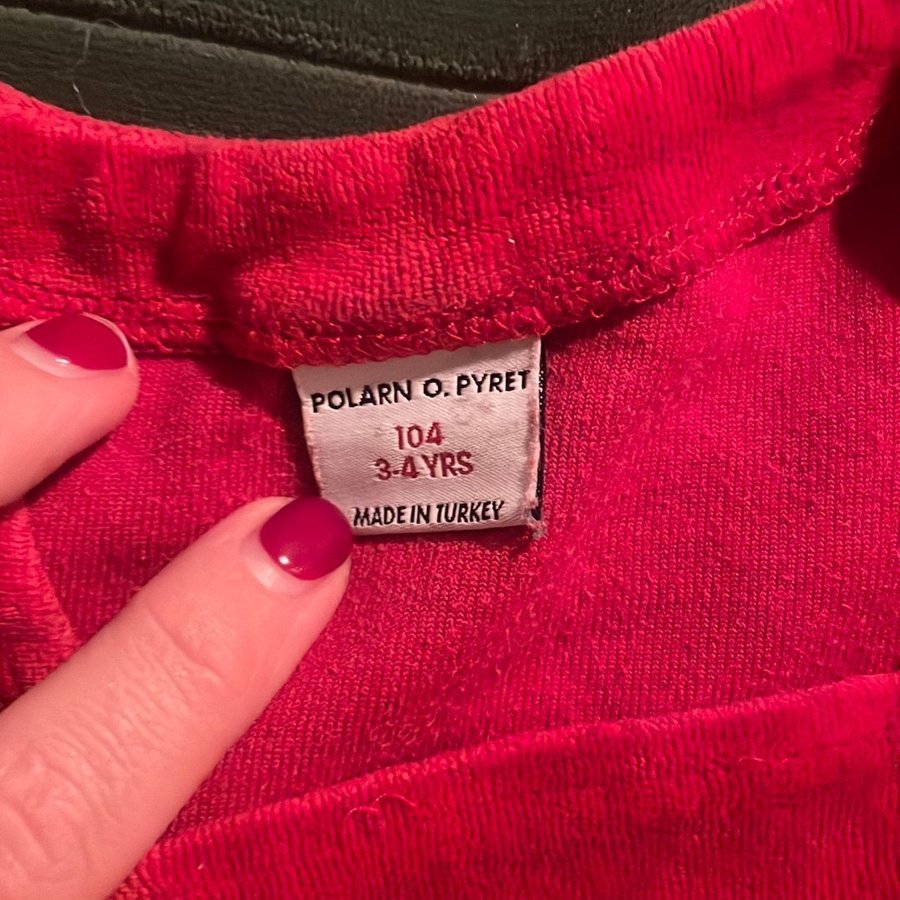 POLARN O. PYRET
104
3-4 YRS
MADE IN TURKEY